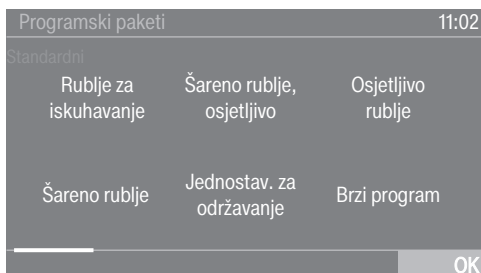 Programski paketi 11:02
Standardni
Rublje za Šareno rublje, Osjetljivo
iskuhavanje osjetljivo rublje
Šareno rublje Jednostav. za održavanje Brzi program
OK